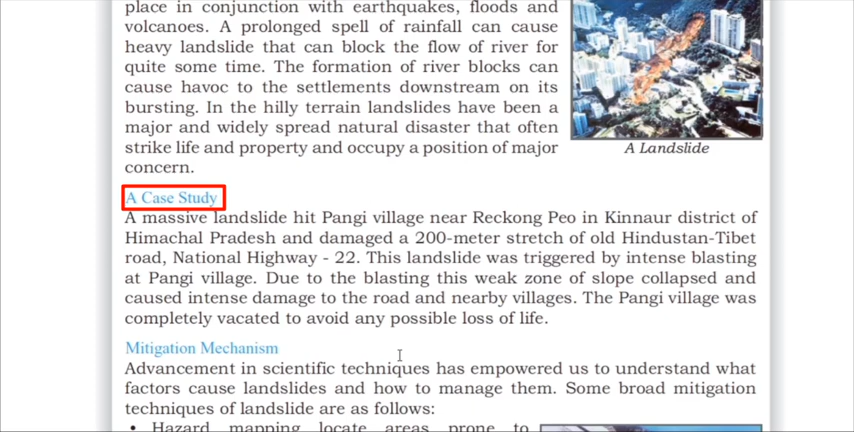 place in conjunction with earthquakes, floods and
volcanoes. A prolonged spell of rainfall can cause
heavy landslide that can block the flow of river for
quite some time. The formation of river blocks can
cause havoc to the settlements downstream on its
bursting. In the hilly terrain landslides have been a
major and widely spread natural disaster that often
strike life and property and occupy a position of major
concern.
A Landslide
A Case Study
A massive landslide hit Pangi village near Reckong Peo in Kinnaur district of
Himachal Pradesh and damaged a 200-meter stretch of old Hindustan-Tibet
road, National Highway - 22. This landslide was triggered by intense blasting
at Pangi village. Due to the blasting this weak zone of slope collapsed and
caused intense damage to the road and nearby villages. The Pangi village was
completely vacated to avoid any possible loss of life.
Mitigation Mechanism
Advancement in scientific techniques has empowered us to understand what
factors cause landslides and how to manage them. Some broad mitigation
techniques of landslide are as follows:
• Hazard mapping locate areas prone to